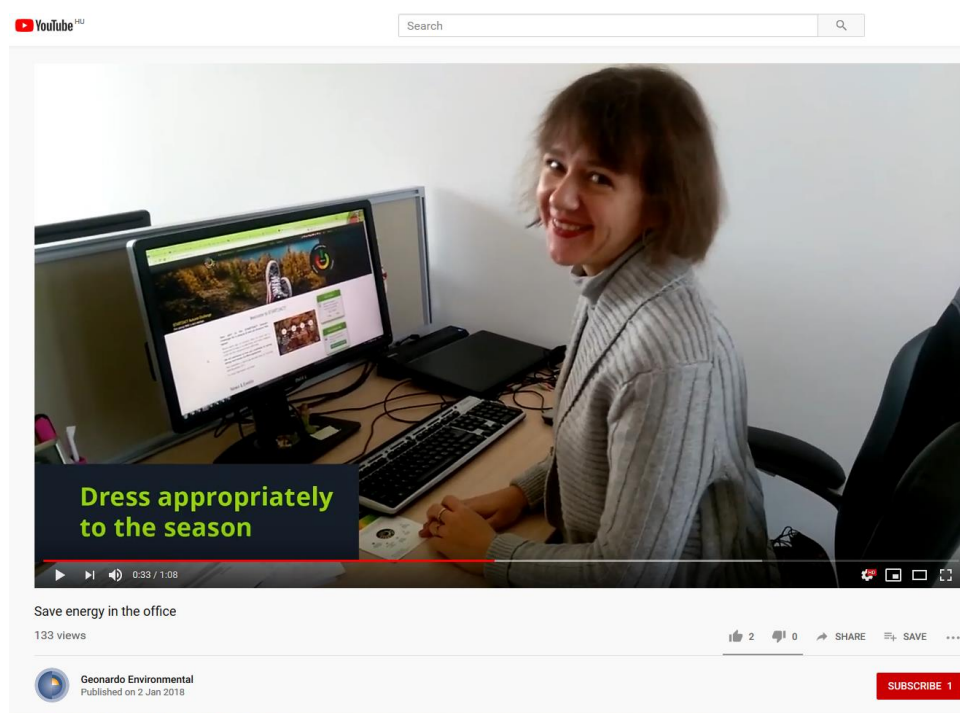 YouTube HU
Search
Dress appropriately
to the season
0:33 / 1:08
HD
Save energy in the office
133 views
2
0
SHARE
SAVE
Geonardo Environmental
Published on 2 Jan 2018
SUBSCRIBE 1